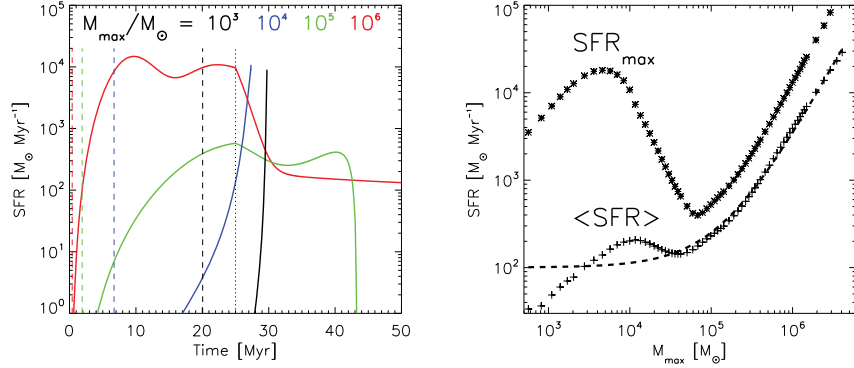 M_max/M_⊙ = 10^3 10^4 10^5 10^6
SFR [M_⊙ Myr^-1]
10^5
10^4
10^3
10^2
10^1
10^0
0 10 20 30 40 50
Time [Myr]
SFR_max
<SFR>
SFR [M_⊙ Myr^-1]
10^5
10^4
10^3
10^2
10^3 10^4 10^5 10^6
M_max [M_⊙]